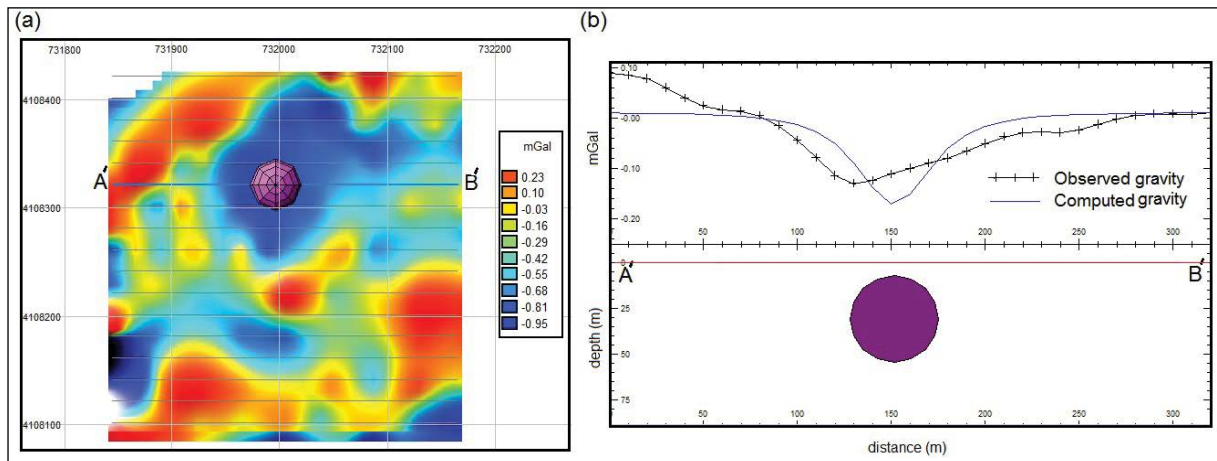 (a)
731800 731900 732000 732100 732200
4108400
4108300
4108200
4108100
A'
B'
mGal
0.23
0.10
-0.03
-0.16
-0.29
-0.42
-0.55
-0.68
-0.81
-0.95
(b)
0.10
-0.00
-0.10
-0.20
mGal
Observed gravity
Computed gravity
50 100 150 200 250 300
0
A'
B'
25
50
75
depth (m)
50 100 150 200 250 300
distance (m)